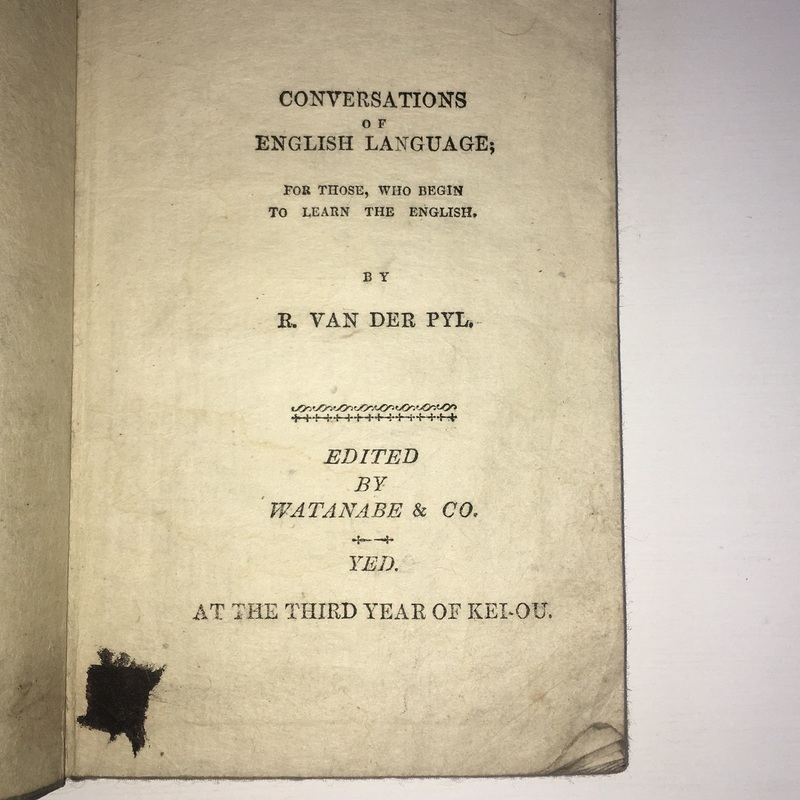 CONVERSATIONS
OF
ENGLISH LANGUAGE;
FOR THOSE, WHO BEGIN
TO LEARN THE ENGLISH.
BY
R. VAN DER PYL.
EDITED
BY
WATANABE & CO.
YED.
AT THE THIRD YEAR OF KEI-OU.